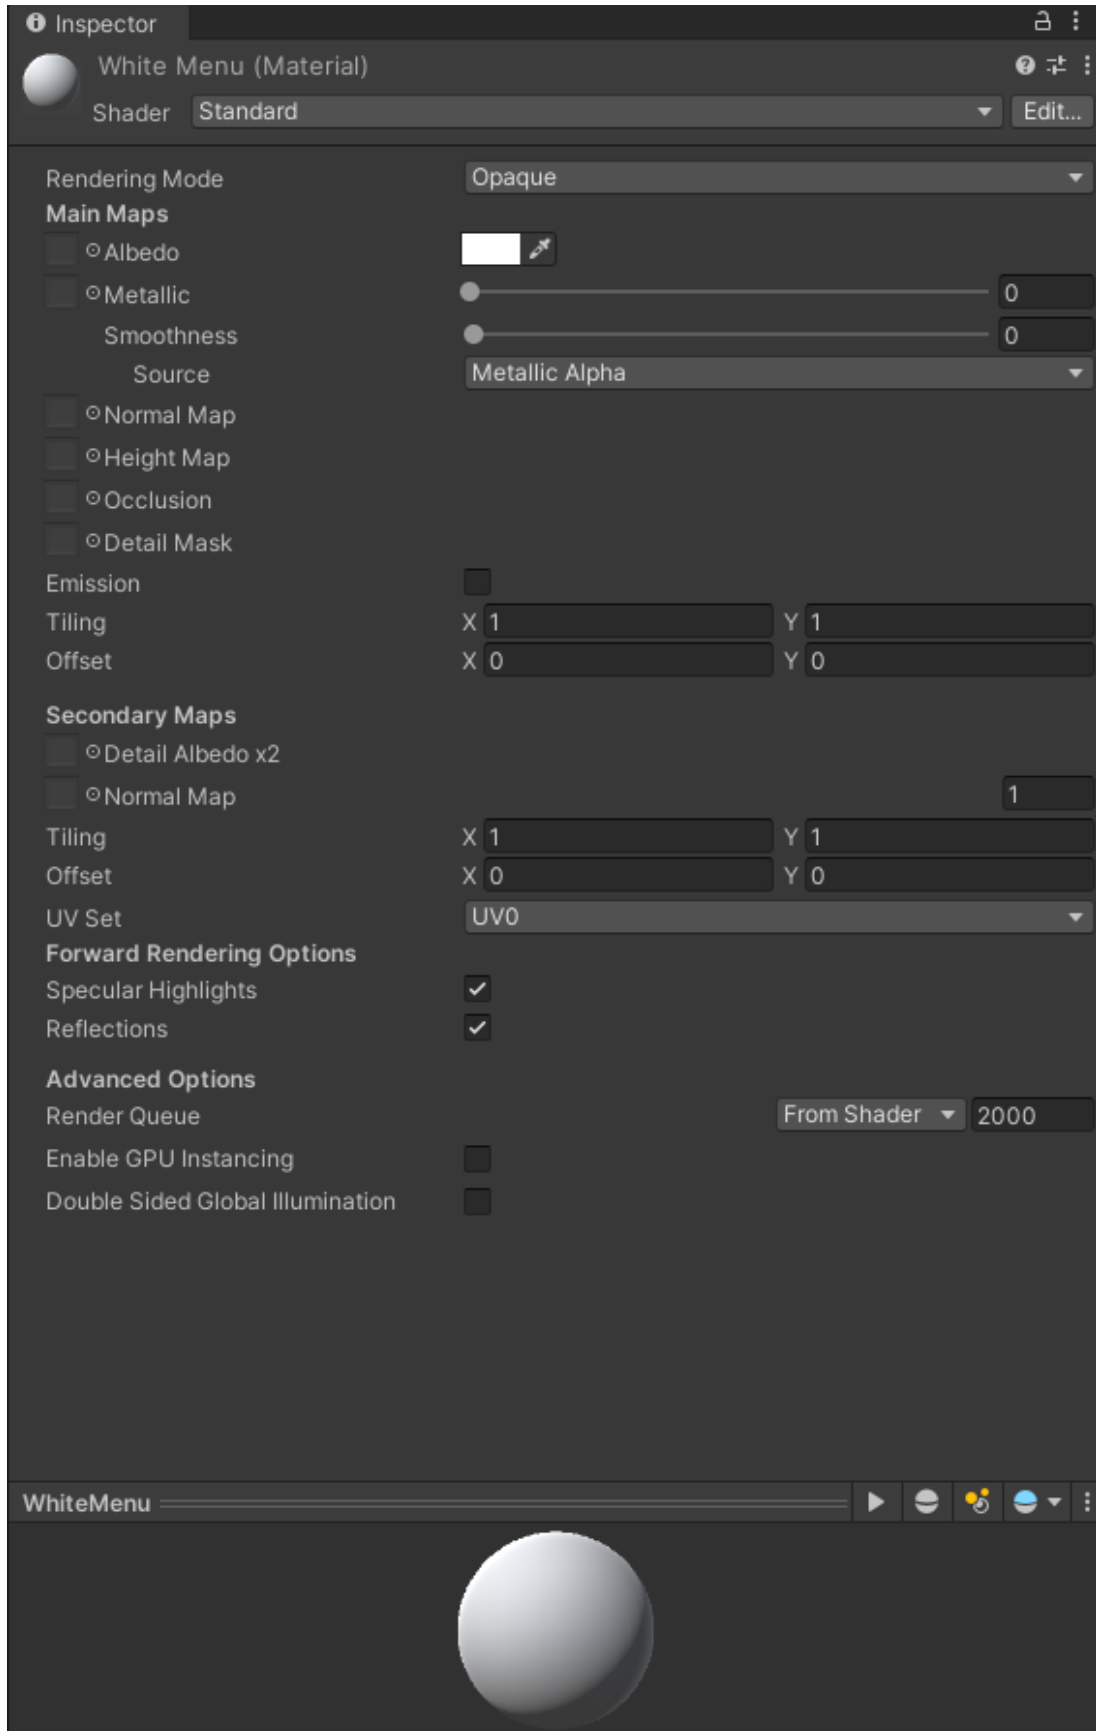 Inspector
White Menu (Material)
Shader Standard Edit...
Rendering Mode Opaque
Main Maps
Albedo
Metallic 0
Smoothness 0
Source Metallic Alpha
Normal Map
Height Map
Occlusion
Detail Mask
Emission
Tiling X 1 Y 1
Offset X 0 Y 0
Secondary Maps
Detail Albedo x2
Normal Map 1
Tiling X 1 Y 1
Offset X 0 Y 0
UV Set UV0
Forward Rendering Options
Specular Highlights
Reflections
Advanced Options
Render Queue From Shader 2000
Enable GPU Instancing
Double Sided Global Illumination
WhiteMenu